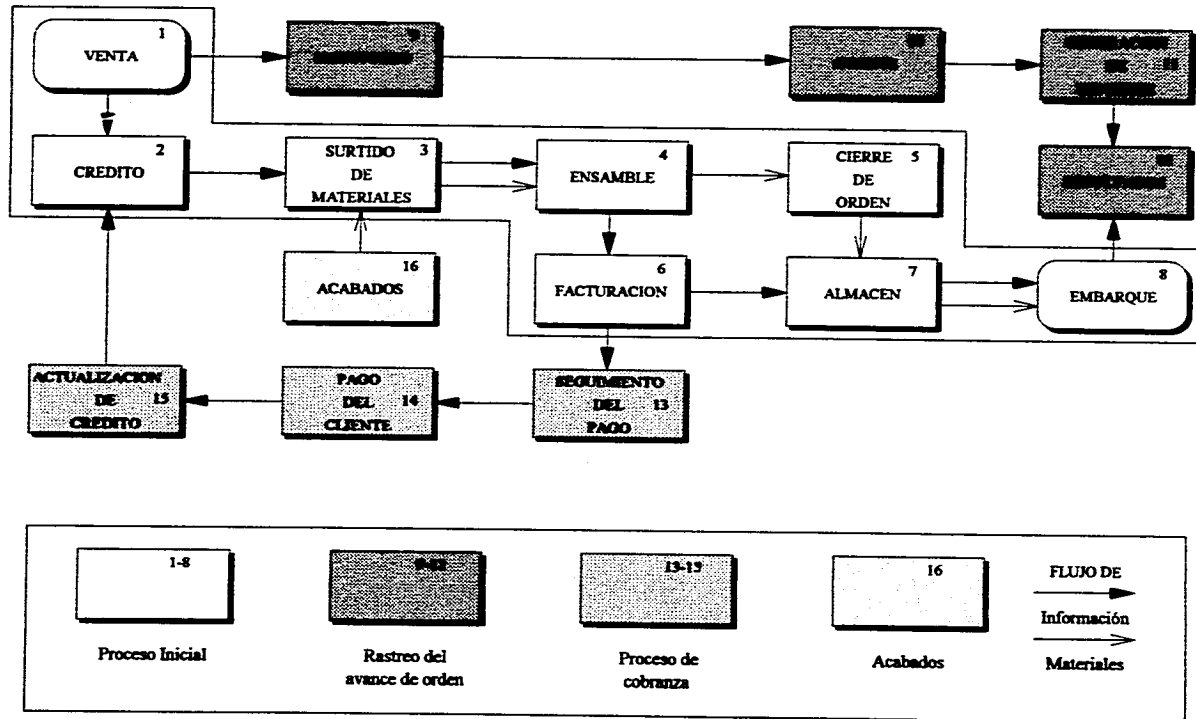 1
VENTA
2
CREDITO
SURTIDO 3
DE
MATERIALES
4
ENSAMBLE
CIERRE 5
DE
ORDEN
16
ACABADOS
6
FACTURACION
7
ALMACEN
8
EMBARQUE
ACTUALIZACION
DE 15
CREDITO
PAGO
DEL 14
CLIENTE
SEGUIMIENTO
DEL 13
PAGO
1-8
Proceso Inicial
Rastreo del
avance de orden
13-15
Proceso de
cobranza
16
Acabados
FLUJO DE
Información
Materiales